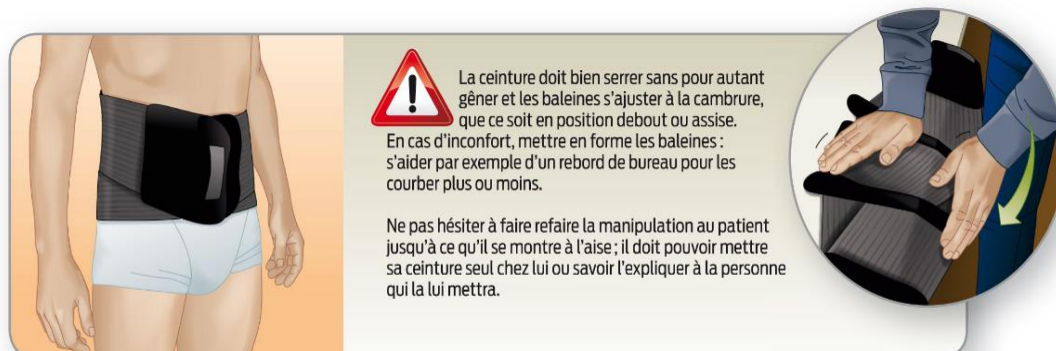 La ceinture doit bien serrer sans pour autant
gêner et les baleines s'ajuster à la cambrure,
que ce soit en position debout ou assise.
En cas d'inconfort, mettre en forme les baleines :
s'aider par exemple d'un rebord de bureau pour les
courber plus ou moins.
Ne pas hésiter à faire refaire la manipulation au patient
jusqu'à ce qu'il se montre à l'aise ; il doit pouvoir mettre
sa ceinture seul chez lui ou savoir l'expliquer à la personne
qui la lui mettra.